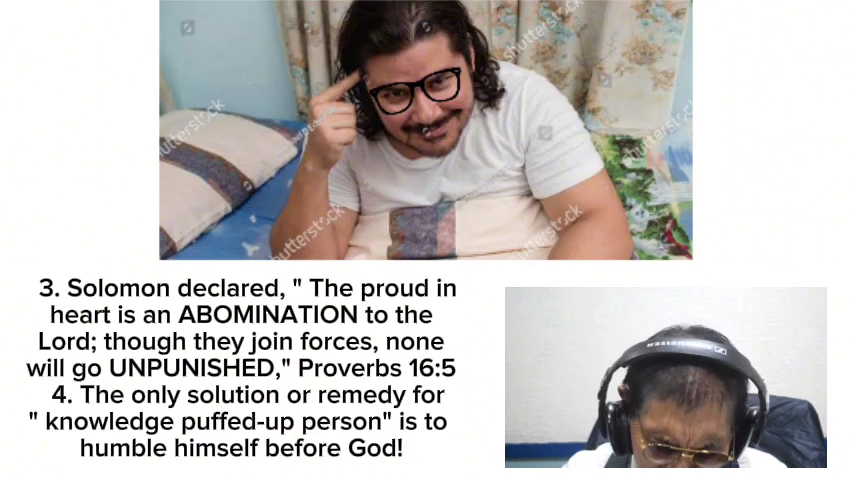 shutterstock
shutterstock
shutterstock
shutterstock
shutterstock
3. Solomon declared, " The proud in
heart is an ABOMINATION to the
Lord; though they join forces, none
will go UNPUNISHED," Proverbs 16:5
4. The only solution or remedy for
" knowledge puffed-up person" is to
humble himself before God!
SENNHEISER